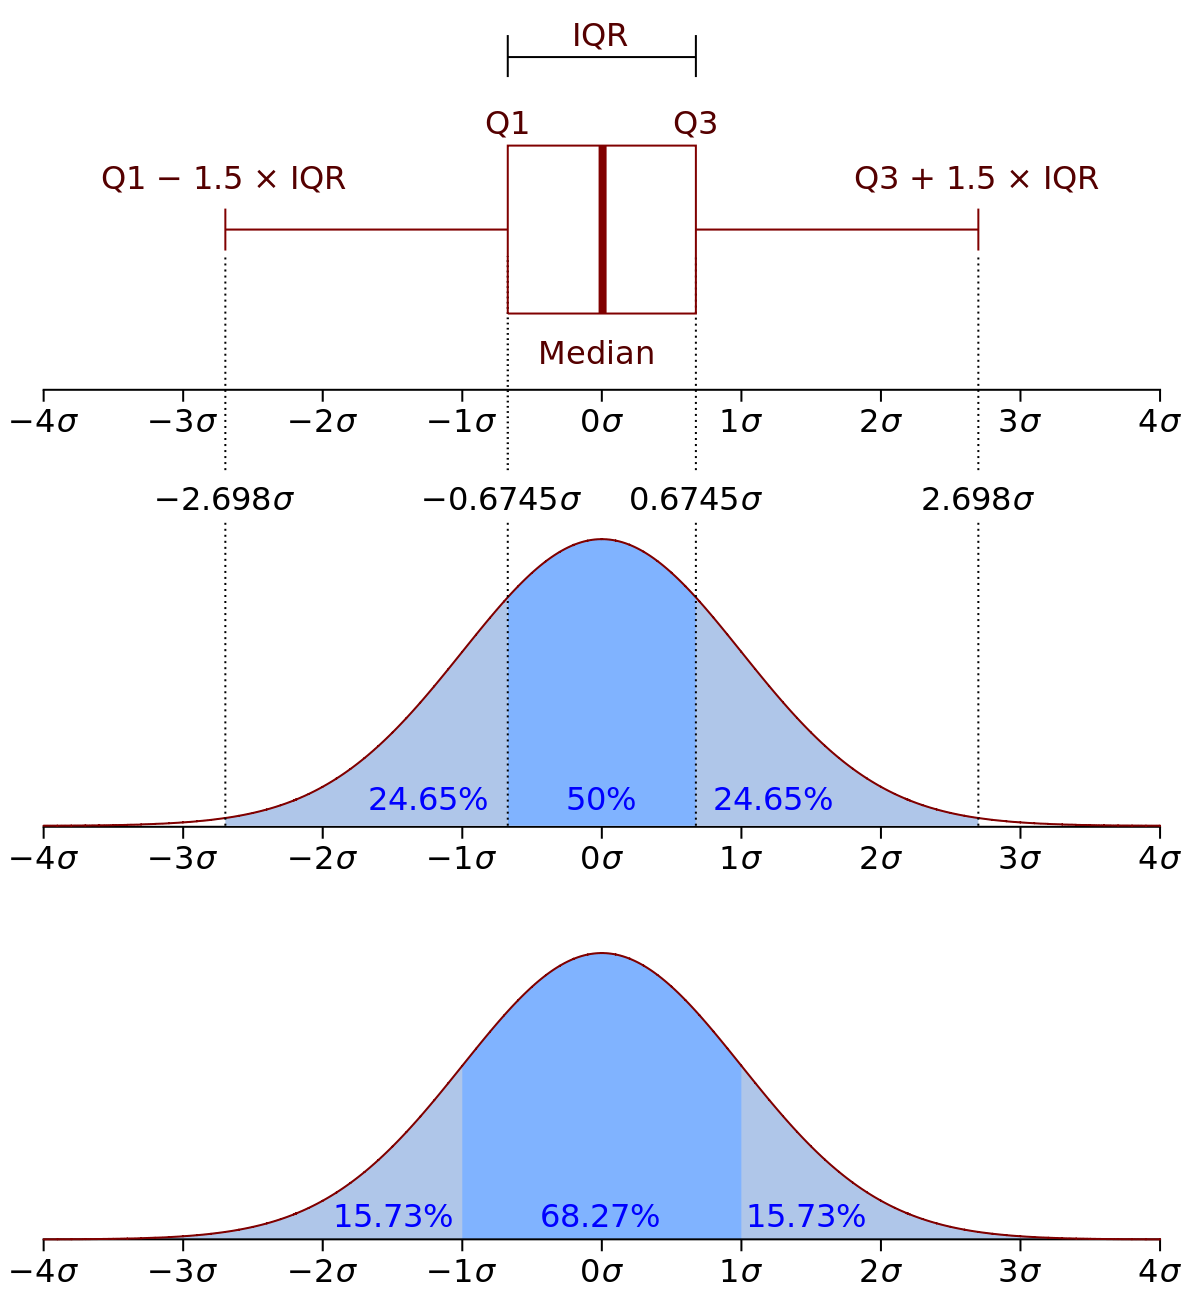 IQR
Q1 Q3
Q1 − 1.5 × IQR Q3 + 1.5 × IQR
Median
−4σ −3σ −2σ −1σ 0σ 1σ 2σ 3σ 4σ
−2.698σ −0.6745σ 0.6745σ 2.698σ
24.65% 50% 24.65%
−4σ −3σ −2σ −1σ 0σ 1σ 2σ 3σ 4σ
15.73% 68.27% 15.73%
−4σ −3σ −2σ −1σ 0σ 1σ 2σ 3σ 4σ